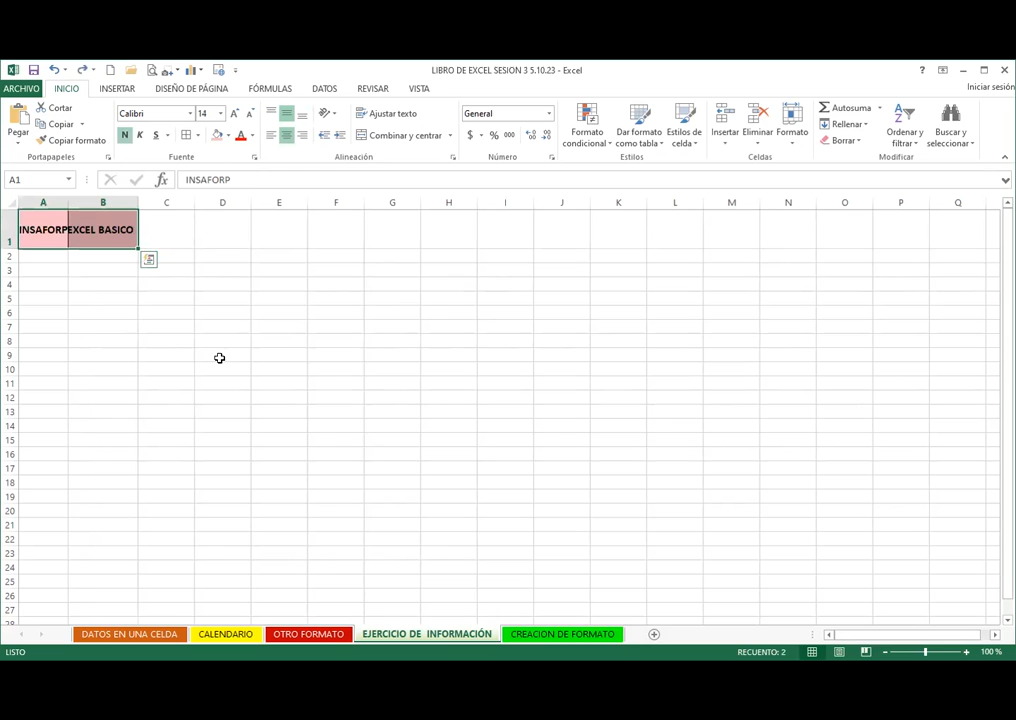 LIBRO DE EXCEL SESION 3 5.10.23 - Excel
Iniciar sesión
ARCHIVO INICIO INSERTAR DISEÑO DE PÁGINA FÓRMULAS DATOS REVISAR VISTA
Pegar
Cortar
Copiar
Copiar formato
Portapapeles
Calibri 14
N K S
Fuente
Ajustar texto
Combinar y centrar
Alineación
General
$ % 000
Número
Formato condicional
Dar formato como tabla
Estilos de celda
Estilos
Insertar
Eliminar
Formato
Celdas
Autosuma
Rellenar
Borrar
Ordenar y filtrar
Buscar y seleccionar
Modificar
A1 fx INSAFORP
A B C D E F G H I J K L M N O P Q
1 INSAFORP EXCEL BASICO
2
3
4
5
6
7
8
9
10
11
12
13
14
15
16
17
18
19
20
21
22
23
24
25
26
27
28
DATOS EN UNA CELDA CALENDARIO OTRO FORMATO EJERCICIO DE INFORMACIÓN CREACION DE FORMATO
LISTO RECUENTO: 2 100 %